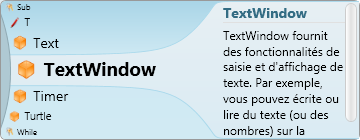 Sub
T
Text
TextWindow
Timer
Turtle
While
TextWindow
TextWindow fournit
des fonctionnalités de
saisie et d'affichage de
texte. Par exemple,
vous pouvez écrire ou
lire du texte (ou des
nombres) sur la